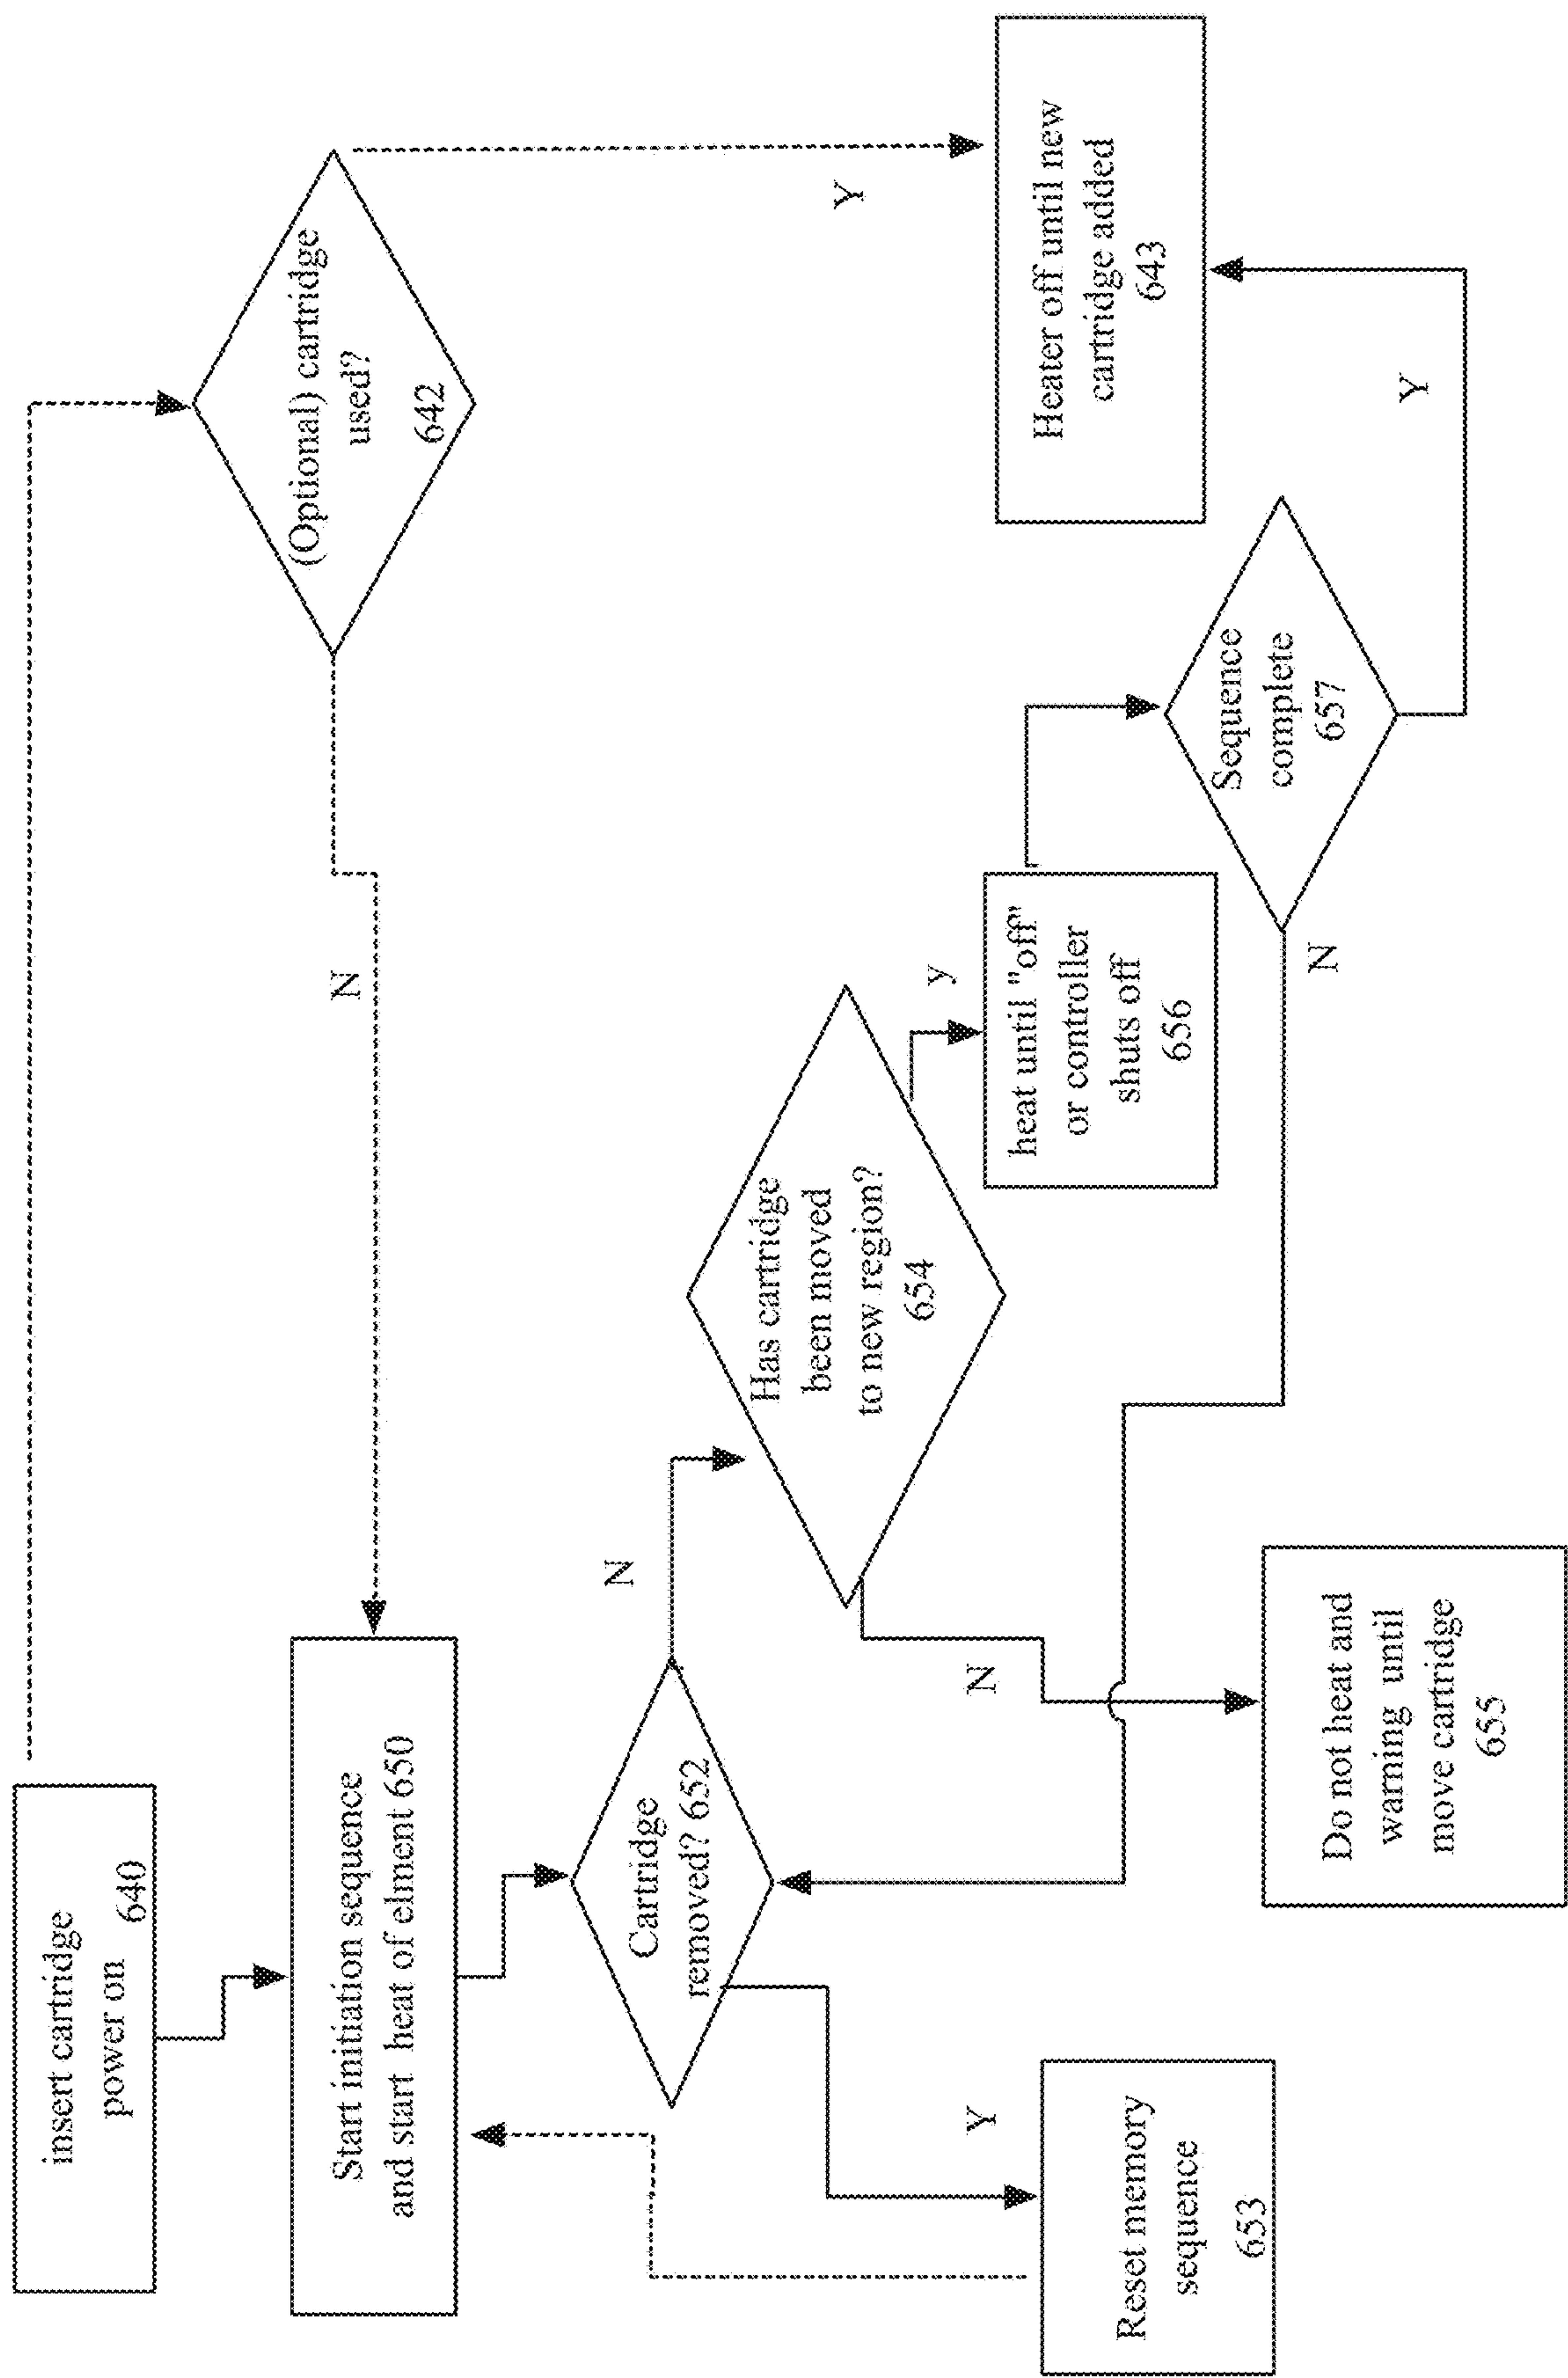 insert cartridge
power on
640
(Optional) cartridge
used?
642
N
Y
Start initiation sequence
and start heat of elment 650
Cartridge
removed? 652
N
Y
Has cartridge
been moved
to new region?
654
y
N
heat until "off"
or controller
shuts off
656
Heater off until new
cartridge added
643
Sequence
complete
657
Y
N
Reset memory
sequence
653
Do not heat and
warning until
move cartridge
655